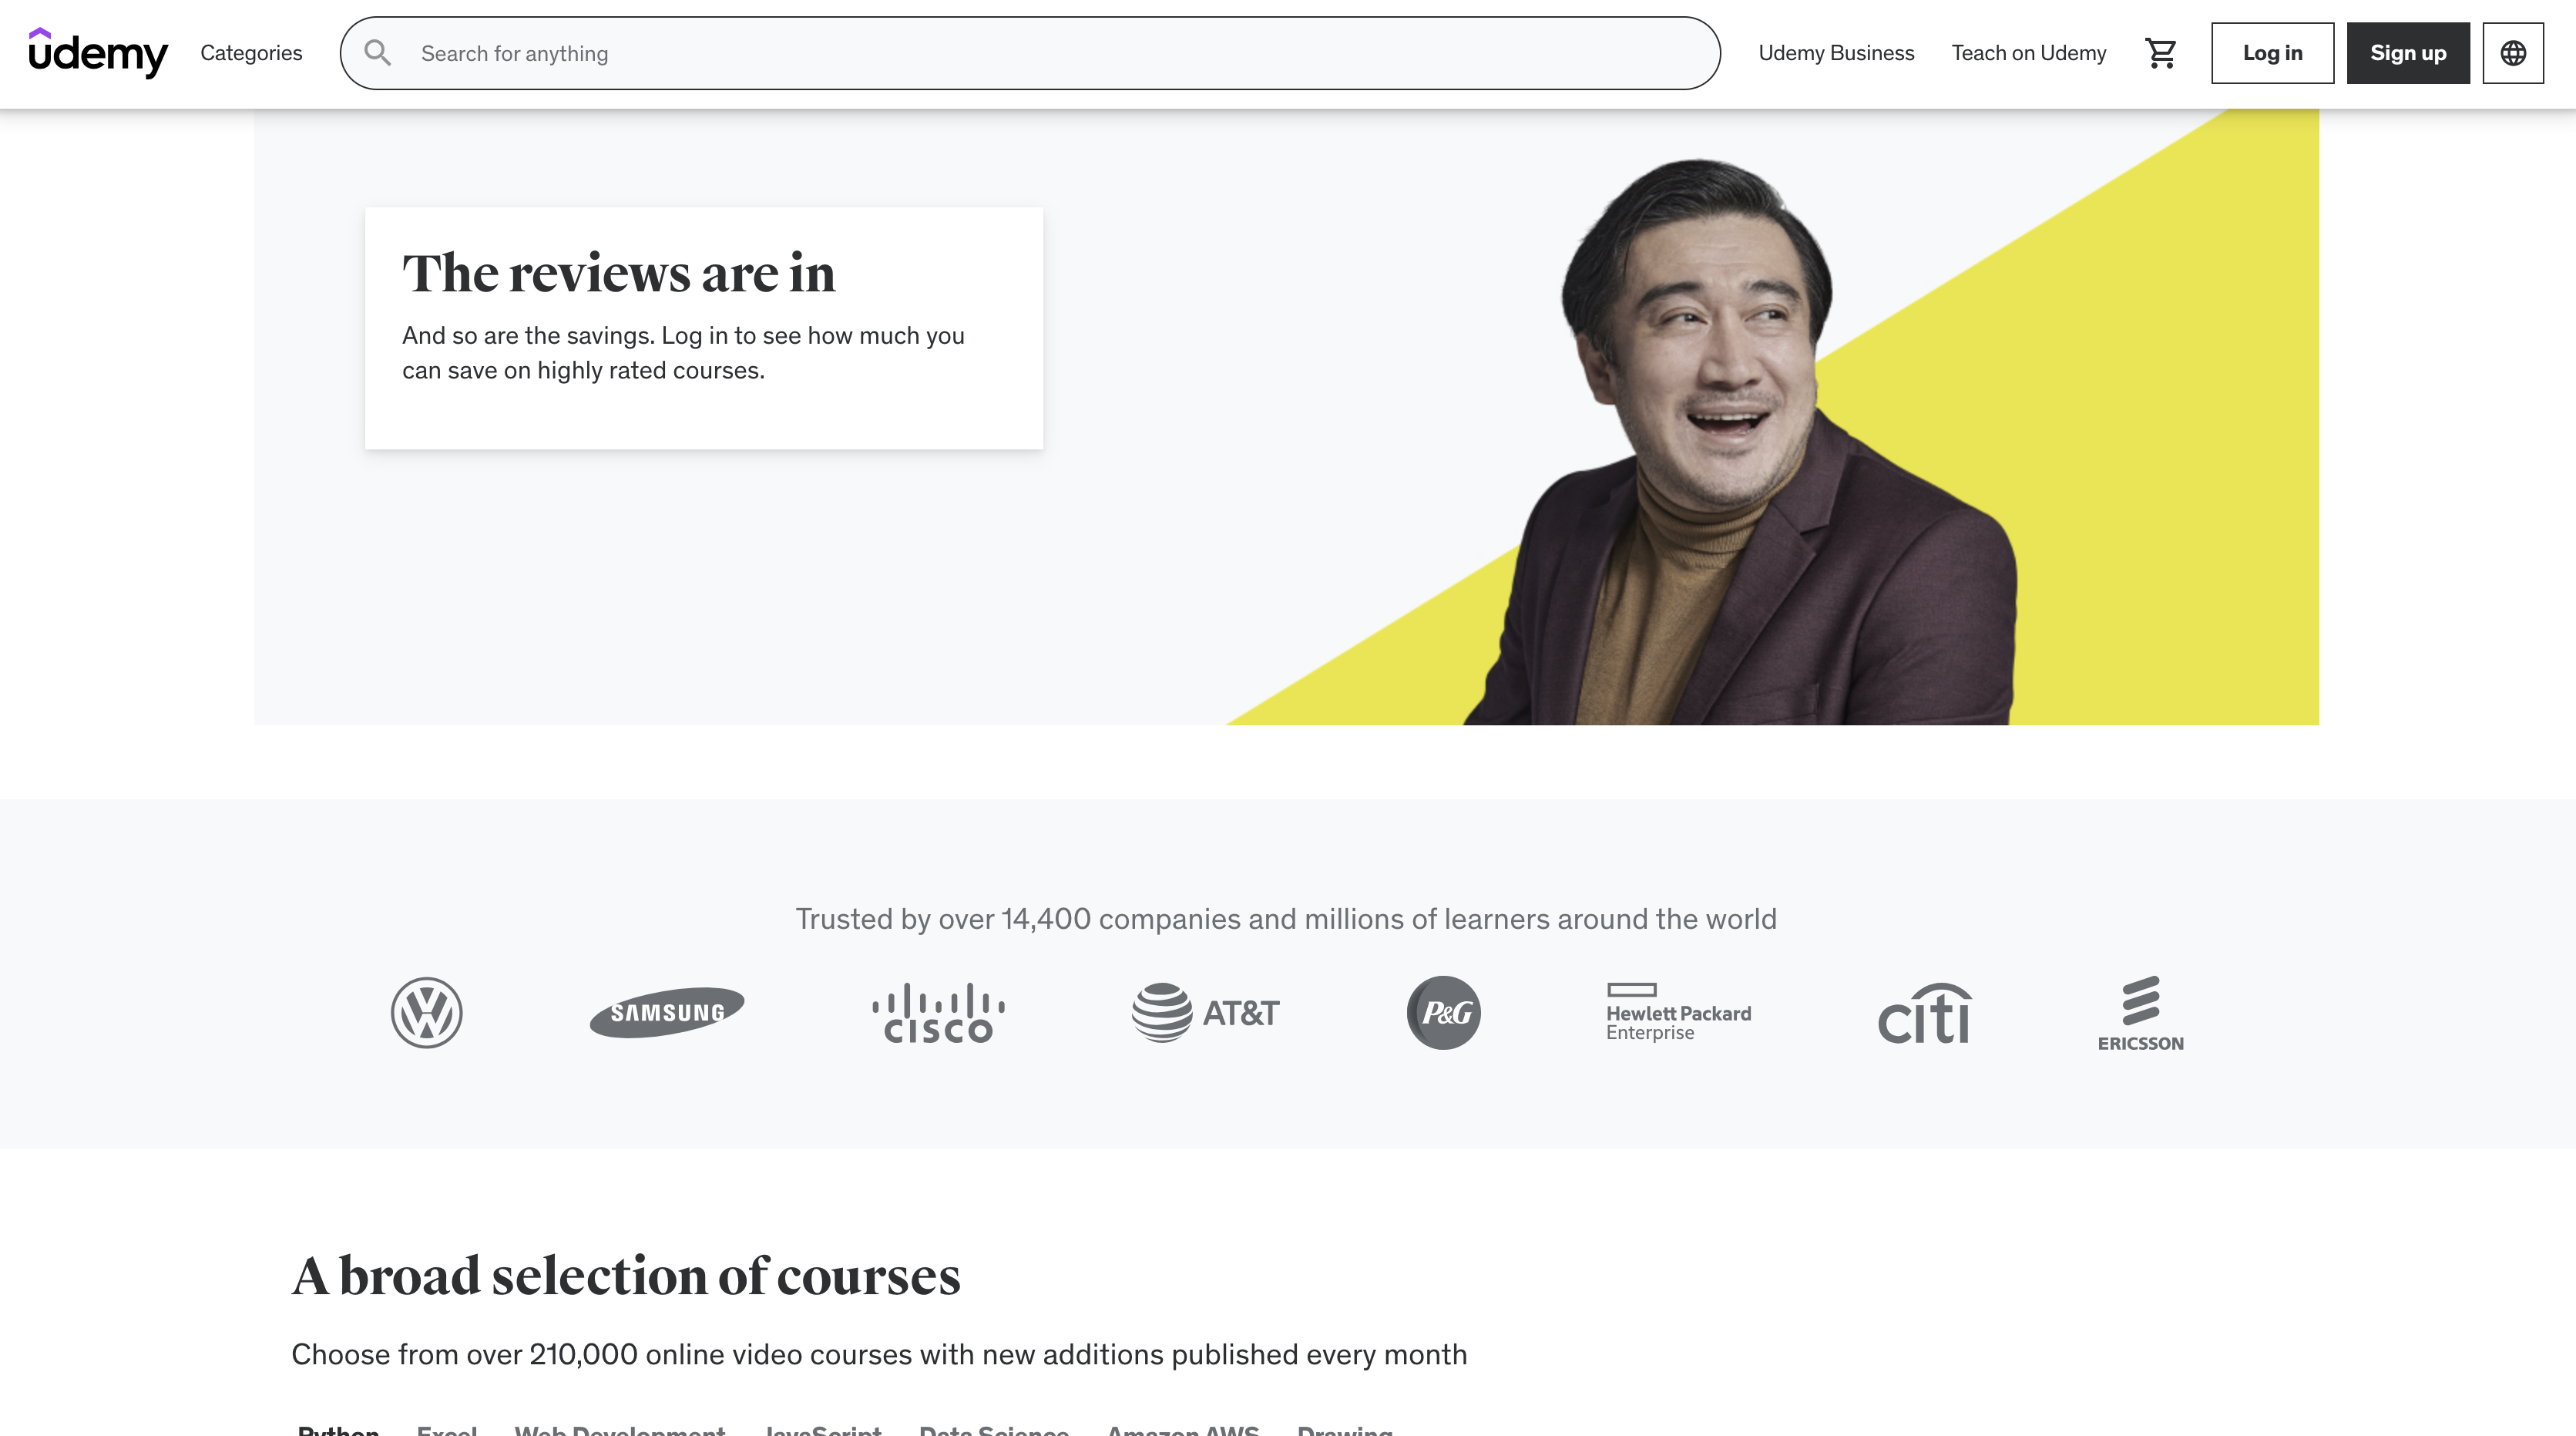 udemy
Categories
Search for anything
Udemy Business
Teach on Udemy
Log in
Sign up
The reviews are in
And so are the savings. Log in to see how much you
can save on highly rated courses.
Trusted by over 14,400 companies and millions of learners around the world
SAMSUNG
CISCO
AT&T
P&G
Hewlett Packard
Enterprise
citi
ERICSSON
A broad selection of courses
Choose from over 210,000 online video courses with new additions published every month
Python
Excel
Web Development
JavaScript
Data Science
Amazon AWS
Drawing